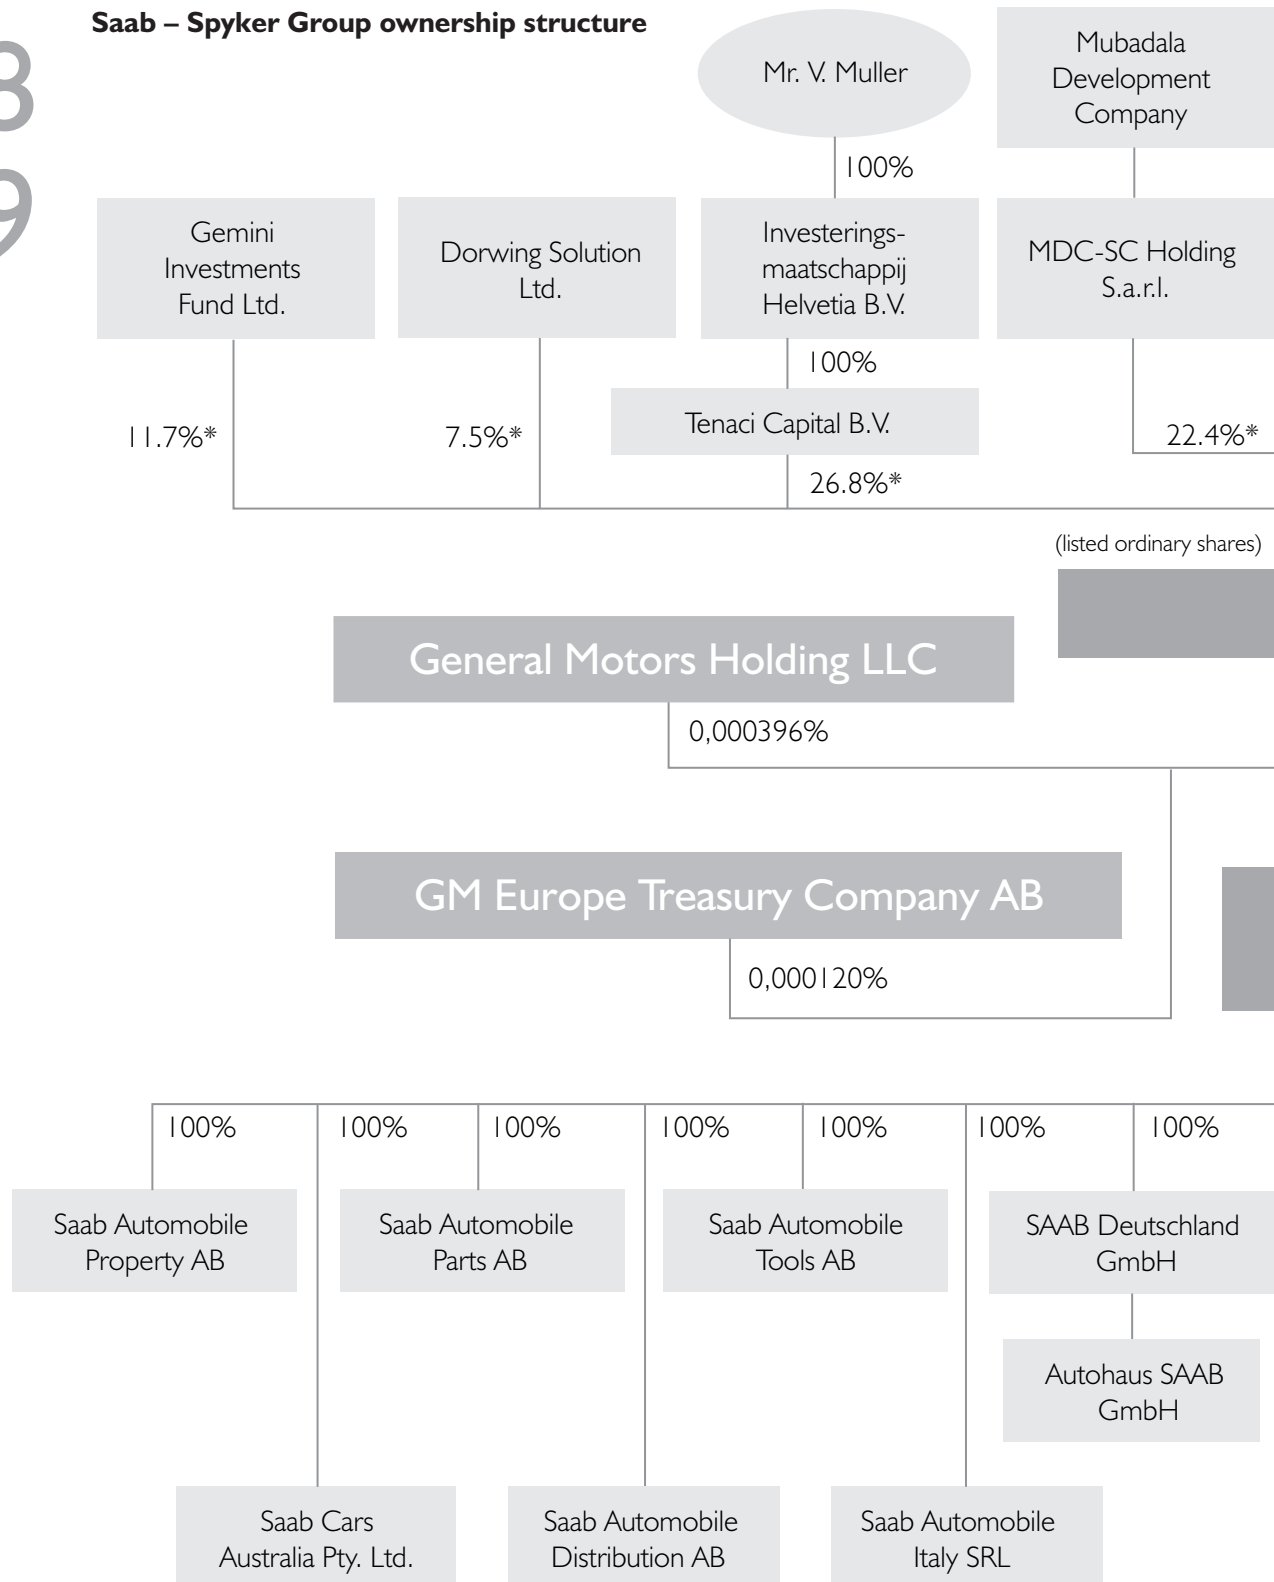 Saab – Spyker Group ownership structure
8
9
Mr. V. Muller
Mubadala
Development
Company
100%
Gemini
Investments
Fund Ltd.
Dorwing Solution
Ltd.
Investerings-
maatschappij
Helvetia B.V.
MDC-SC Holding
S.a.r.l.
100%
Tenaci Capital B.V.
11.7%*
7.5%*
22.4%*
26.8%*
(listed ordinary shares)
General Motors Holding LLC
0,000396%
GM Europe Treasury Company AB
0,000120%
100%
100%
100%
100%
100%
100%
100%
Saab Automobile
Property AB
Saab Automobile
Parts AB
Saab Automobile
Tools AB
SAAB Deutschland
GmbH
Autohaus SAAB
GmbH
Saab Cars
Australia Pty. Ltd.
Saab Automobile
Distribution AB
Saab Automobile
Italy SRL